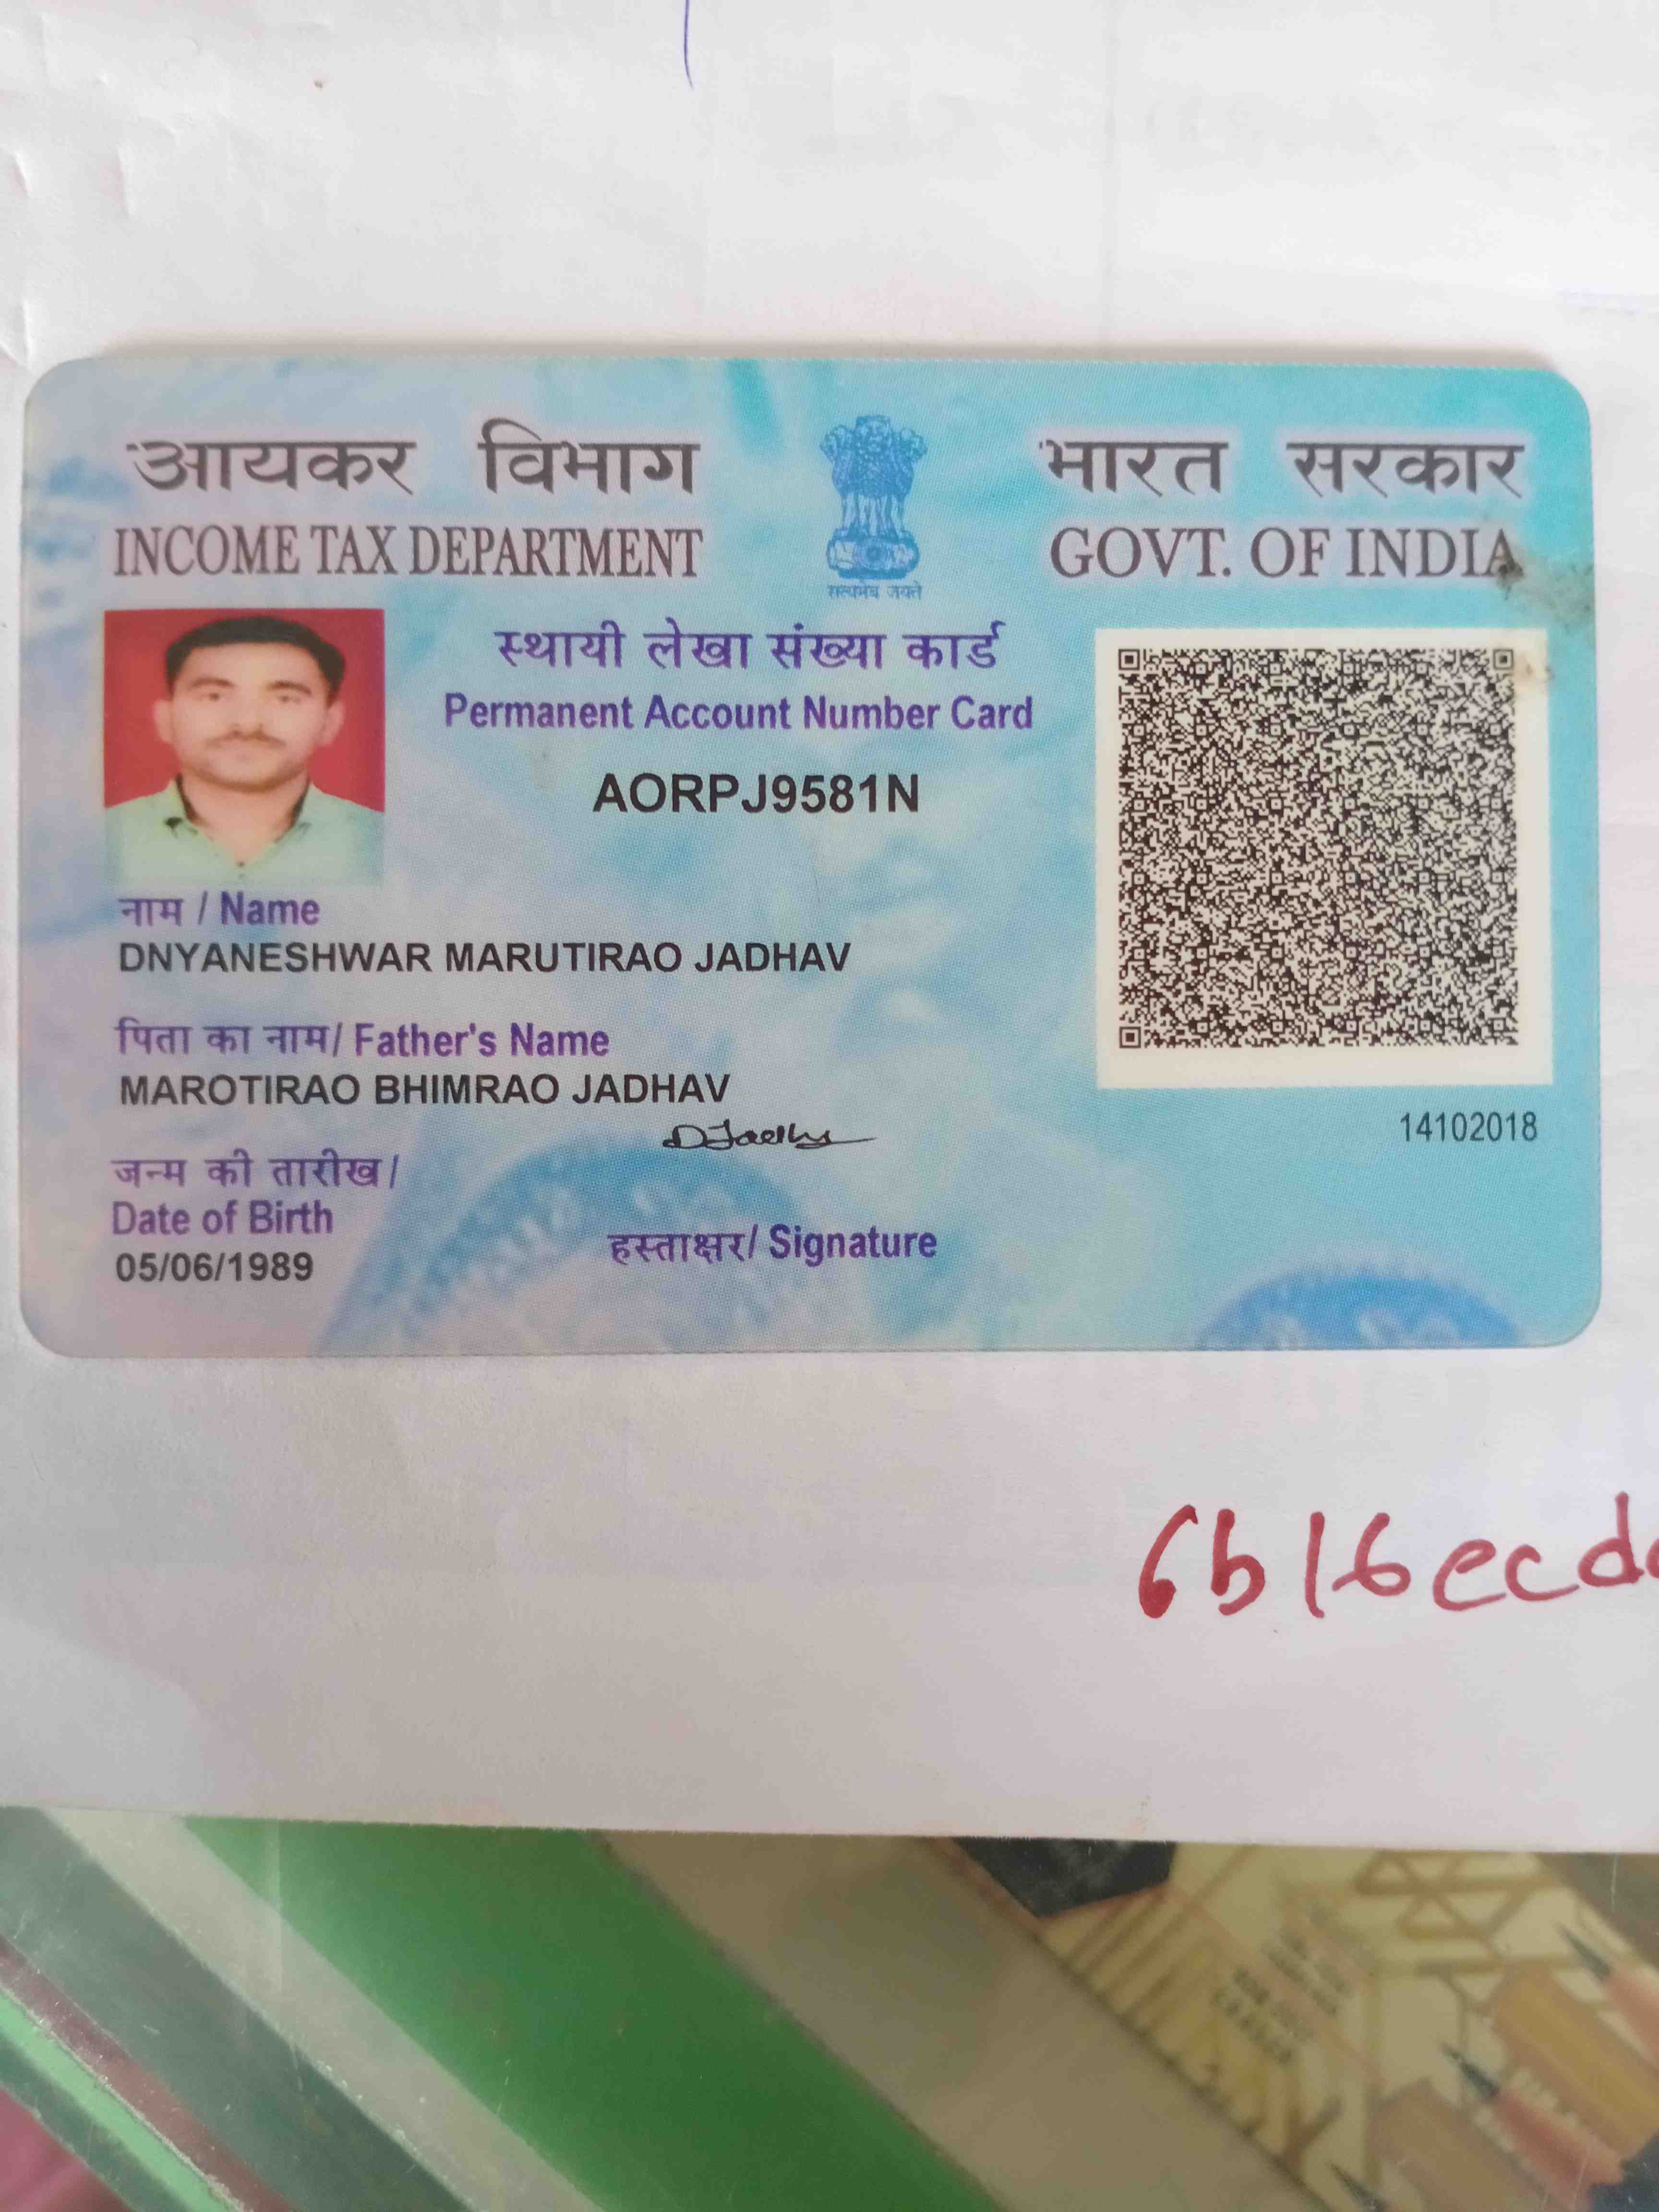 आयकर विभाग
INCOME TAX DEPARTMENT
सत्यमेव जयते
भारत सरकार
GOVT. OF INDIA
स्थायी लेखा संख्या कार्ड
Permanent Account Number Card
AORPJ9581N
नाम / Name
DNYANESHWAR MARUTIRAO JADHAV
पिता का नाम/ Father's Name
MAROTIRAO BHIMRAO JADHAV
14102018
DJadhv
जन्म की तारीख/
Date of Birth
05/06/1989
हस्ताक्षर/ Signature
6b16ecd